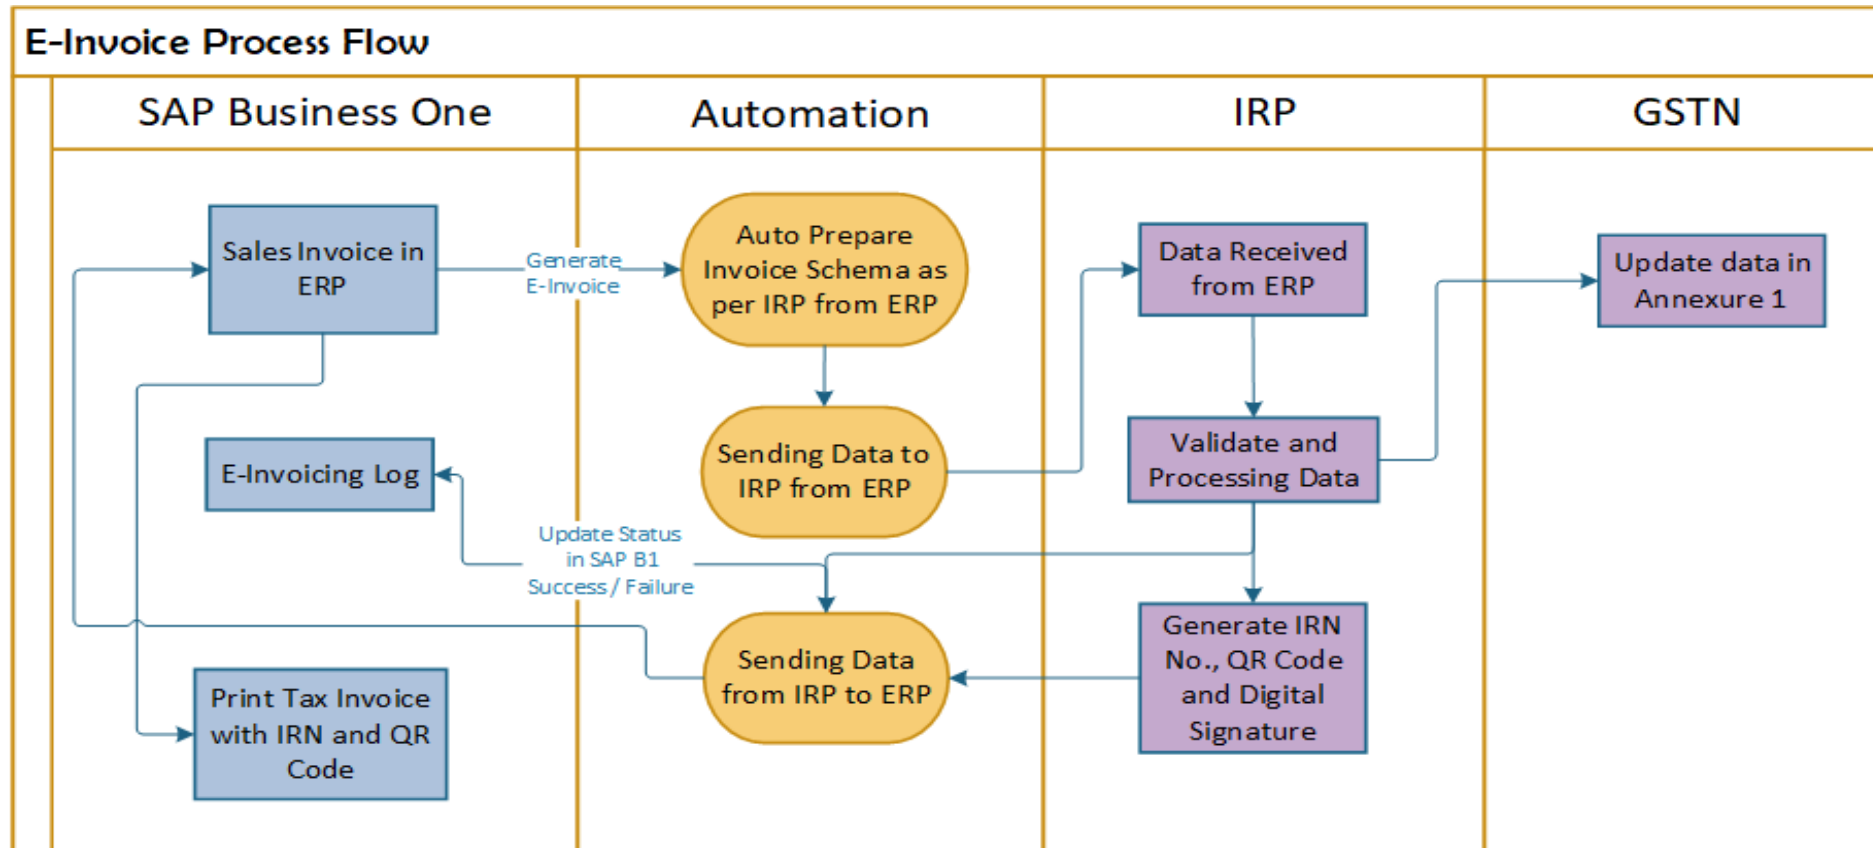 E-Invoice Process Flow
SAP Business One
Automation
IRP
GSTN
Sales Invoice in
ERP
Generate
E-Invoice
Auto Prepare
Invoice Schema as
per IRP from ERP
Data Received
from ERP
Update data in
Annexure 1
E-Invoicing Log
Sending Data to
IRP from ERP
Validate and
Processing Data
Update Status
in SAP B1
Success / Failure
Print Tax Invoice
with IRN and QR
Code
Sending Data
from IRP to ERP
Generate IRN
No., QR Code
and Digital
Signature